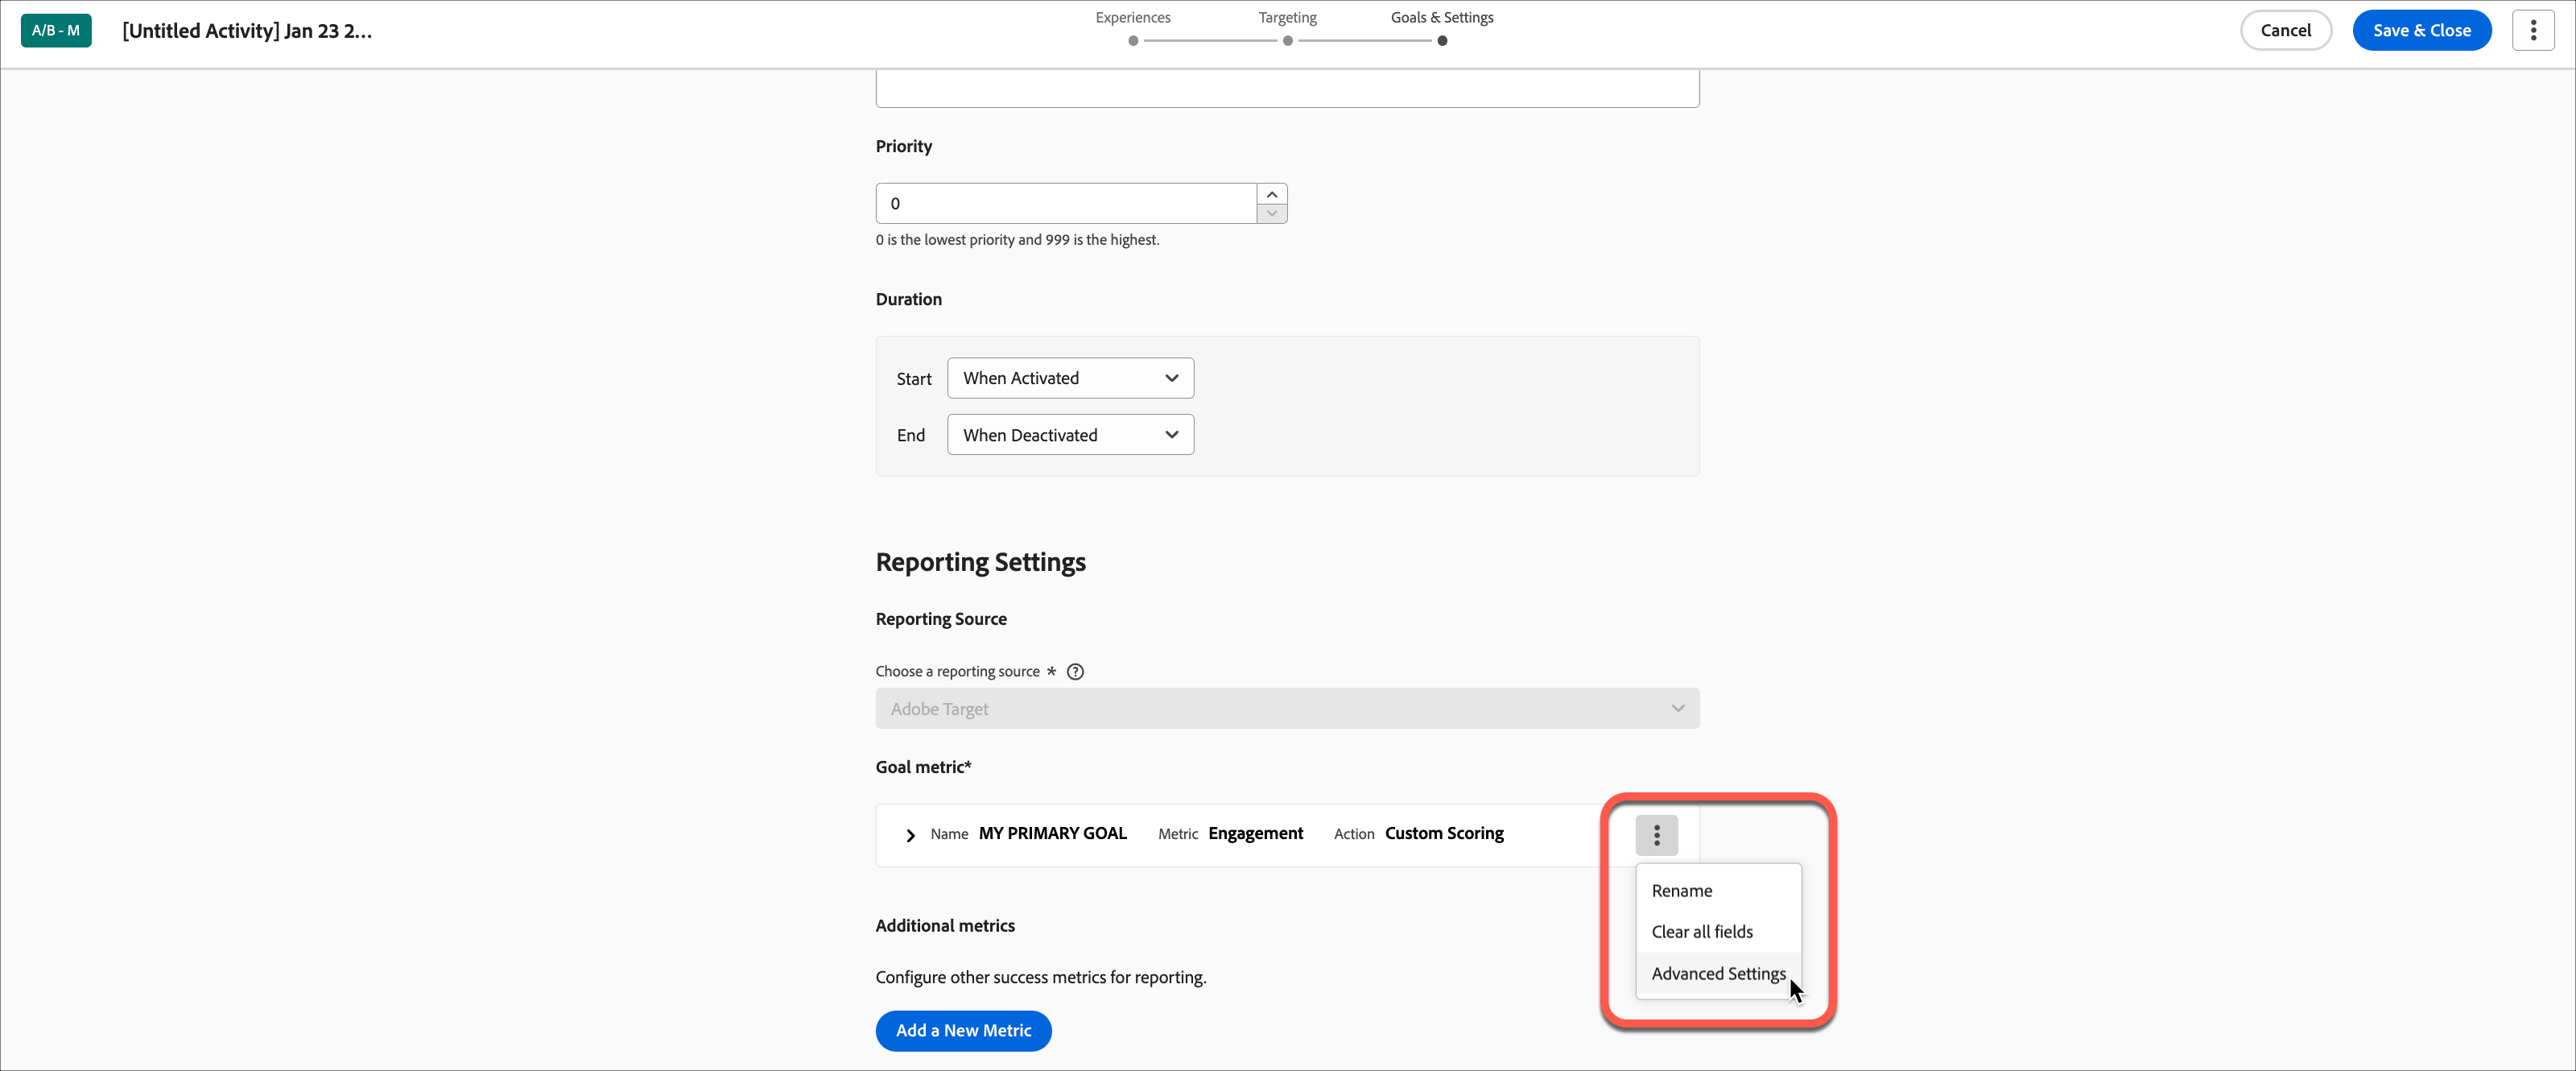 A/B - M
[Untitled Activity] Jan 23 2...
Experiences
Targeting
Goals & Settings
Cancel
Save & Close
Priority
0
0 is the lowest priority and 999 is the highest.
Duration
Start When Activated
End When Deactivated
Reporting Settings
Reporting Source
Choose a reporting source *
Adobe Target
Goal metric*
Name MY PRIMARY GOAL Metric Engagement Action Custom Scoring
Rename
Clear all fields
Advanced Settings
Additional metrics
Configure other success metrics for reporting.
Add a New Metric